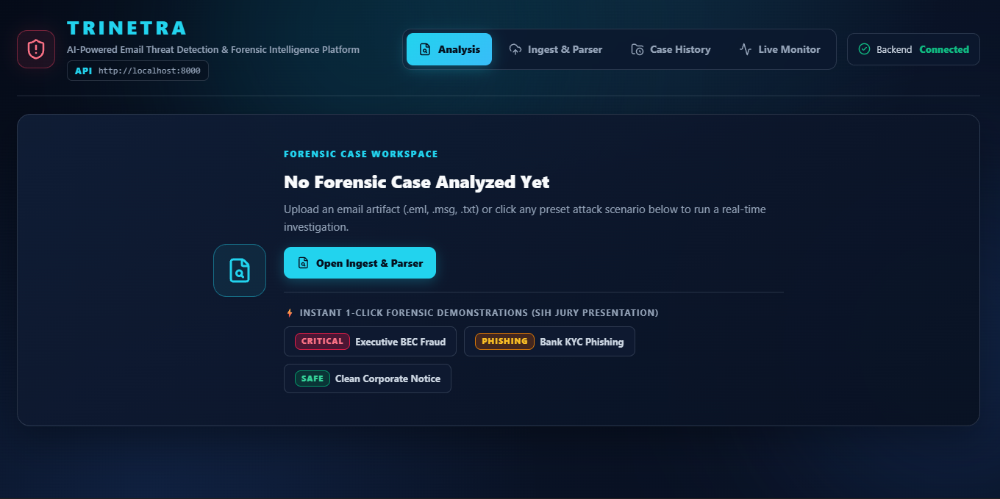 TRINETRA
AI-Powered Email Threat Detection & Forensic Intelligence Platform
API http://localhost:8000
Analysis
Ingest & Parser
Case History
Live Monitor
Backend Connected
FORENSIC CASE WORKSPACE
No Forensic Case Analyzed Yet
Upload an email artifact (.eml, .msg, .txt) or click any preset attack scenario below to run a real-time
investigation.
Open Ingest & Parser
INSTANT 1-CLICK FORENSIC DEMONSTRATIONS (SIH JURY PRESENTATION)
CRITICAL Executive BEC Fraud
PHISHING Bank KYC Phishing
SAFE Clean Corporate Notice